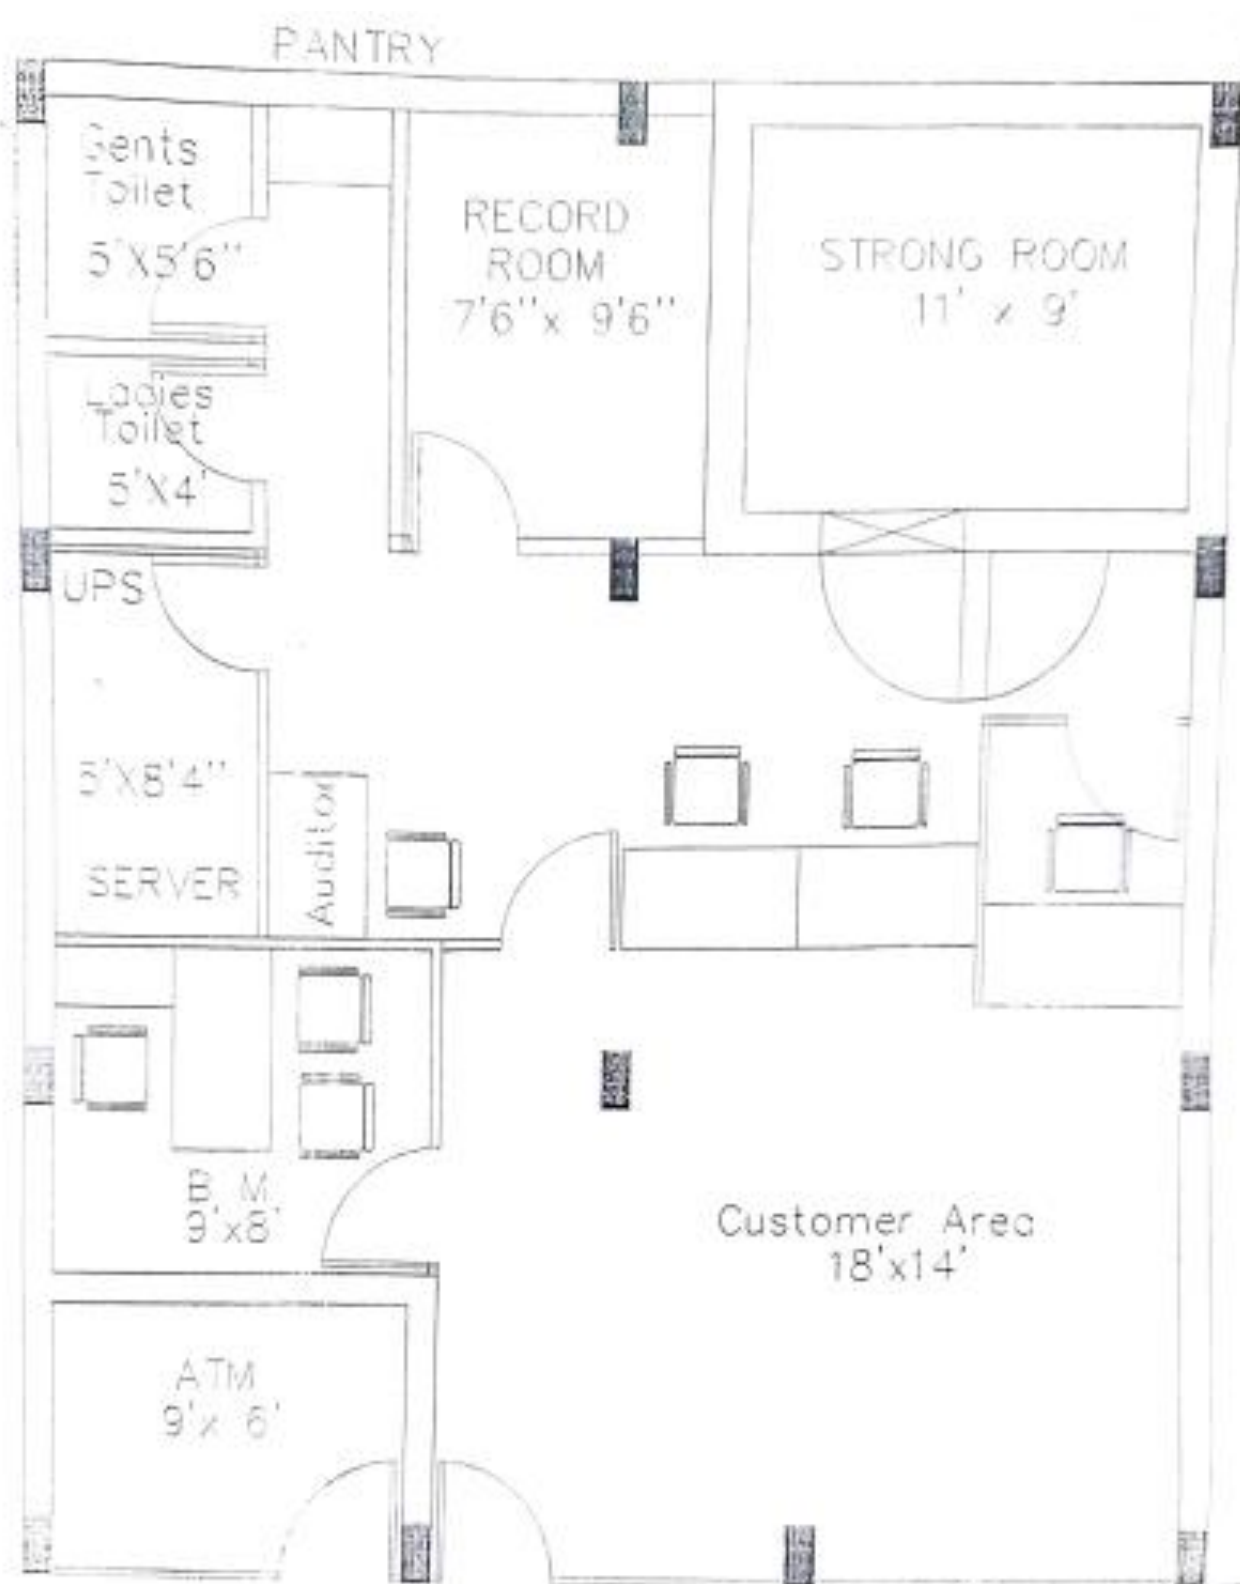 PANTRY
Gents
Toilet
5'X5'6''
RECORD
ROOM
7'6''x 9'6''
STRONG ROOM
11' x 9'
Ladies
Toilet
5'X4'
UPS
5'X8'4''
SERVER
Auditor
B M
9'x8'
Customer Area
18'x14'
ATM
9'x 6'